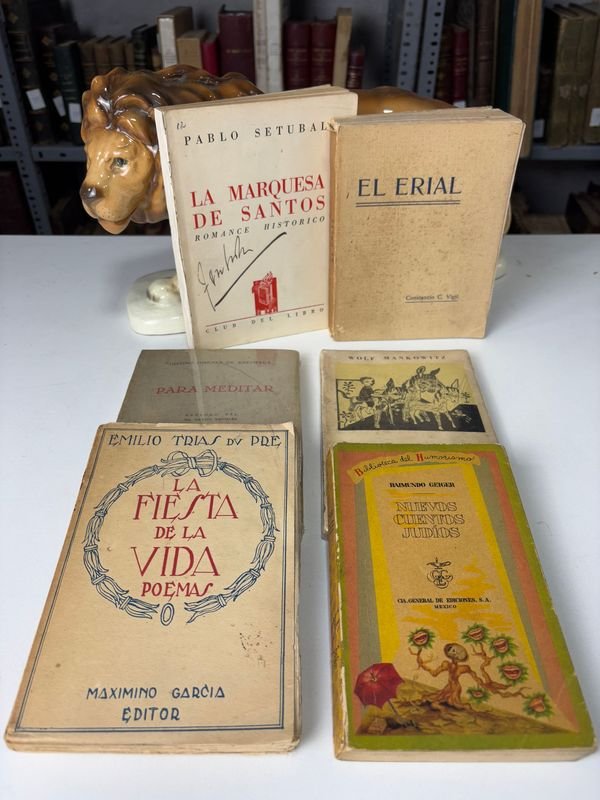 PABLO SETUBAL
LA MARQUESA
DE SANTOS
ROMANCE HISTORICO
CLUB DEL LIBRO
EL ERIAL
Constancio C. Vigil
PARA MEDITAR
WOLF MANKOWITZ
EMILIO TRIAS DV PRE
LA
FIESTA
DE LA
VIDA
POEMAS
MAXIMINO GARCIA
EDITOR
Biblioteca del Humorismo
RAIMUNDO GEIGER
NUEVOS
CUENTOS
JUDÍOS
CIA. GENERAL DE EDICIONES, S.A.
MEXICO